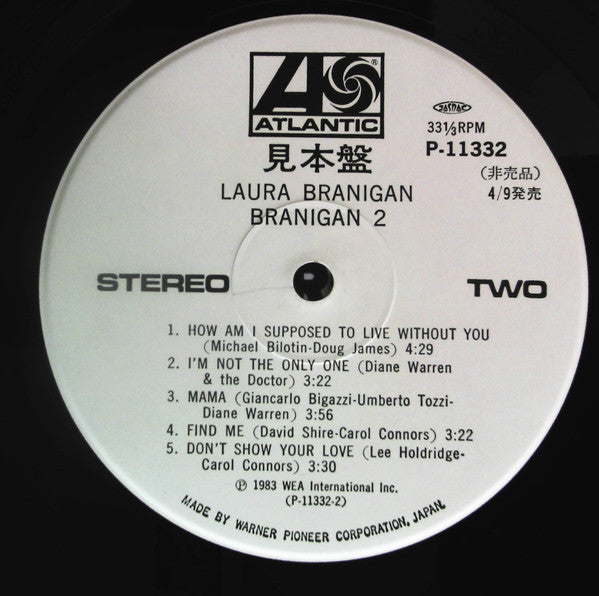 ATLANTIC
®
JASRAC
33⅓RPM
見本盤
P-11332
(非売品)
LAURA BRANIGAN
4/9発売
BRANIGAN 2
STEREO
TWO
1. HOW AM I SUPPOSED TO LIVE WITHOUT YOU
(Michael Bilotin-Doug James) 4:29
2. I'M NOT THE ONLY ONE (Diane Warren
& the Doctor) 3:22
3. MAMA (Giancarlo Bigazzi-Umberto Tozzi-
Diane Warren) 3:56
4. FIND ME (David Shire-Carol Connors) 3:22
5. DON'T SHOW YOUR LOVE (Lee Holdridge-
Carol Connors) 3:30
℗ 1983 WEA International Inc.
(P-11332-2)
MADE BY WARNER PIONEER CORPORATION, JAPAN.